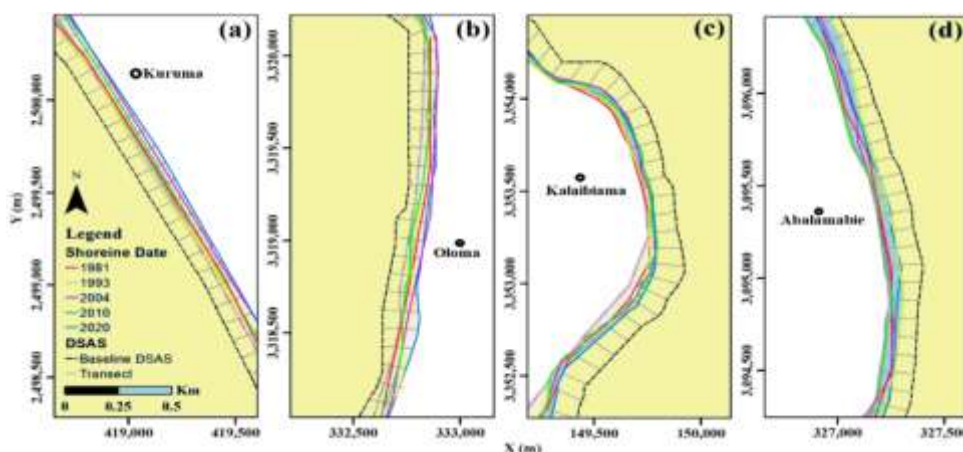 (a)
Kuruma
2,500,000
2,499,500
2,499,000
2,498,500
Y (m)
N
Legend
Shoreine Date
1981
1993
2004
2010
2020
DSAS
Baseline DSAS
Transect
Km
0 0.25 0.5
419,000 419,500
(b)
3,320,000
3,319,500
3,319,000
3,318,500
Oloma
332,500 333,000
(c)
3,354,000
3,353,500
3,353,000
3,352,500
Kalaibiama
149,500 150,000
X (m)
(d)
3,096,000
3,095,500
3,095,000
3,094,500
Abalamabie
327,000 327,500